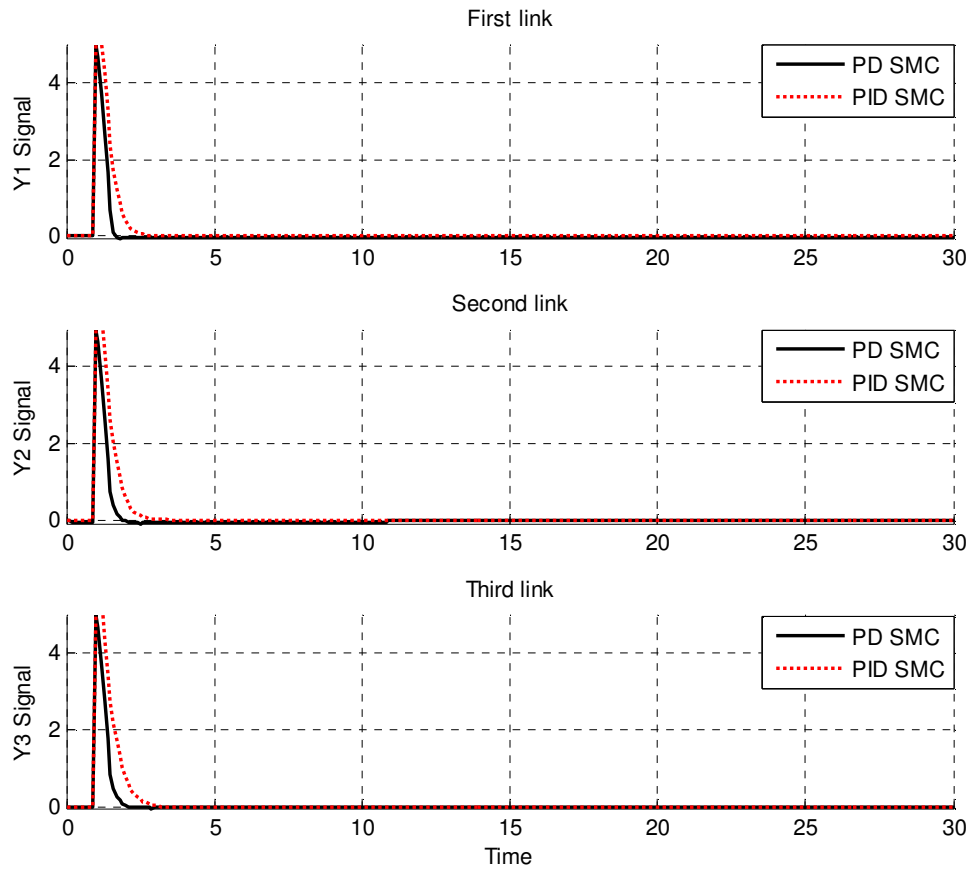 First link
Y1 Signal
4
2
0
PD SMC
PID SMC
0 5 10 15 20 25 30
Second link
Y2 Signal
4
2
0
PD SMC
PID SMC
0 5 10 15 20 25 30
Third link
Y3 Signal
4
2
0
PD SMC
PID SMC
0 5 10 15 20 25 30
Time